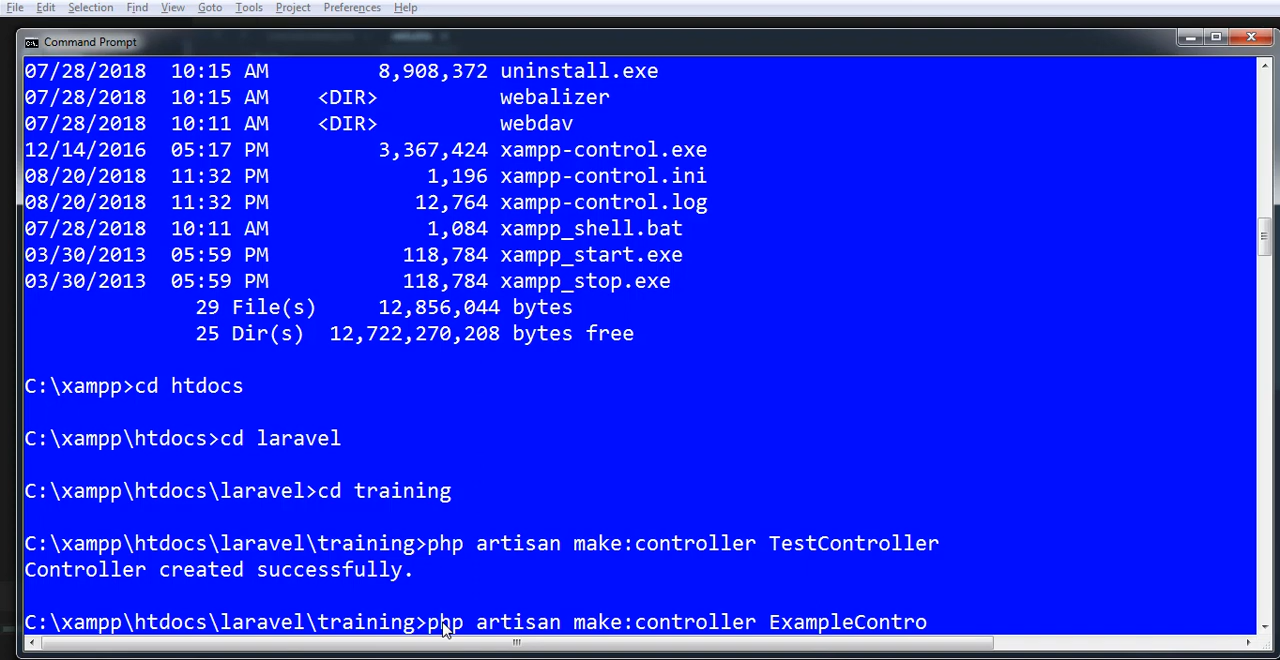 File Edit Selection Find View Goto Tools Project Preferences Help
Command Prompt
07/28/2018 10:15 AM 8,908,372 uninstall.exe
07/28/2018 10:15 AM <DIR> webalizer
07/28/2018 10:11 AM <DIR> webdav
12/14/2016 05:17 PM 3,367,424 xampp-control.exe
08/20/2018 11:32 PM 1,196 xampp-control.ini
08/20/2018 11:32 PM 12,764 xampp-control.log
07/28/2018 10:11 AM 1,084 xampp_shell.bat
03/30/2013 05:59 PM 118,784 xampp_start.exe
03/30/2013 05:59 PM 118,784 xampp_stop.exe
29 File(s) 12,856,044 bytes
25 Dir(s) 12,722,270,208 bytes free
C:\xampp>cd htdocs
C:\xampp\htdocs>cd laravel
C:\xampp\htdocs\laravel>cd training
C:\xampp\htdocs\laravel\training>php artisan make:controller TestController
Controller created successfully.
C:\xampp\htdocs\laravel\training>php artisan make:controller ExampleContro